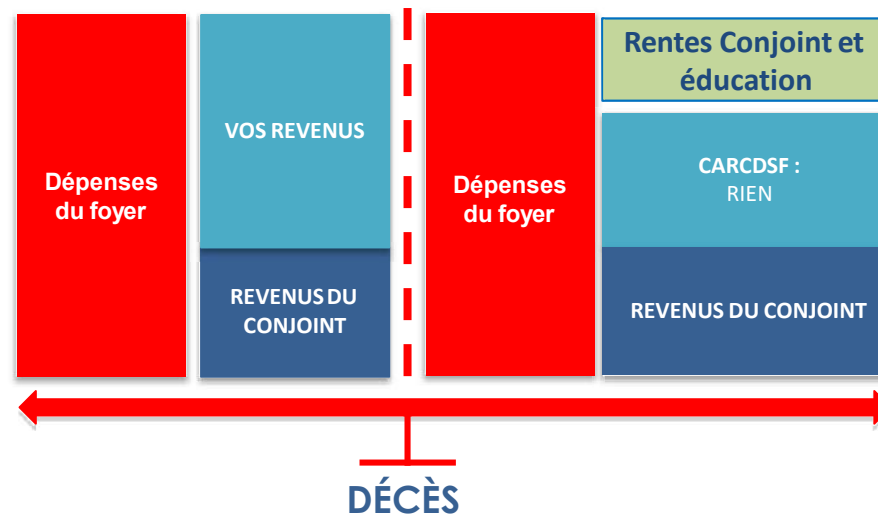 Dépenses
du foyer
VOS REVENUS
REVENUS DU
CONJOINT
Dépenses
du foyer
Rentes Conjoint et
éducation
CARCDSF :
RIEN
REVENUS DU CONJOINT
DÉCÈS